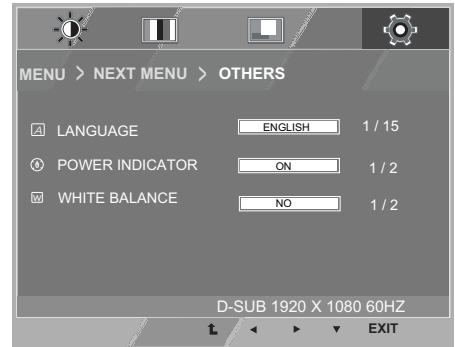 MENU > NEXT MENU > OTHERS
A LANGUAGE ENGLISH 1 / 15
POWER INDICATOR ON 1 / 2
W WHITE BALANCE NO 1 / 2
D-SUB 1920 X 1080 60HZ
EXIT